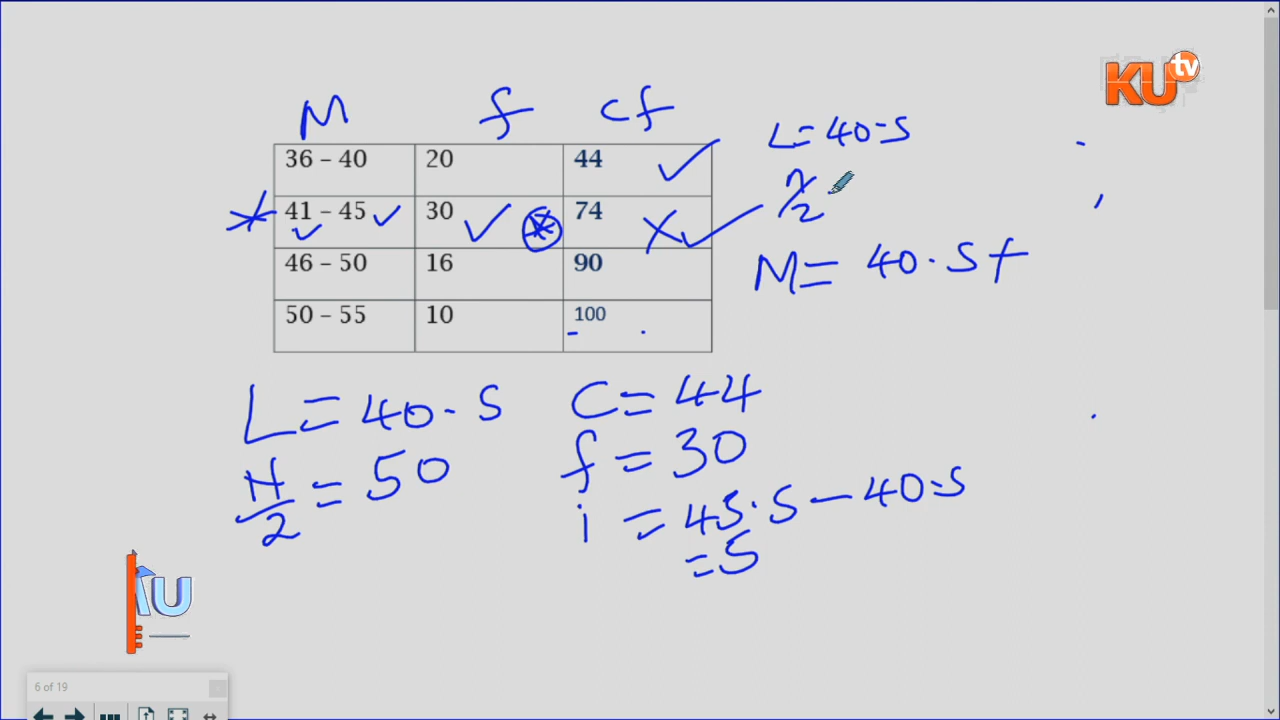 KU tv
M f cf
36 – 40 20 44
41 – 45 30 74
46 – 50 16 90
50 – 55 10 100
L = 40.5
n/2
M = 40.5 +
L = 40.5 C = 44
N/2 = 50 f = 30
i = 45.5 – 40.5
= 5
U
6 of 19